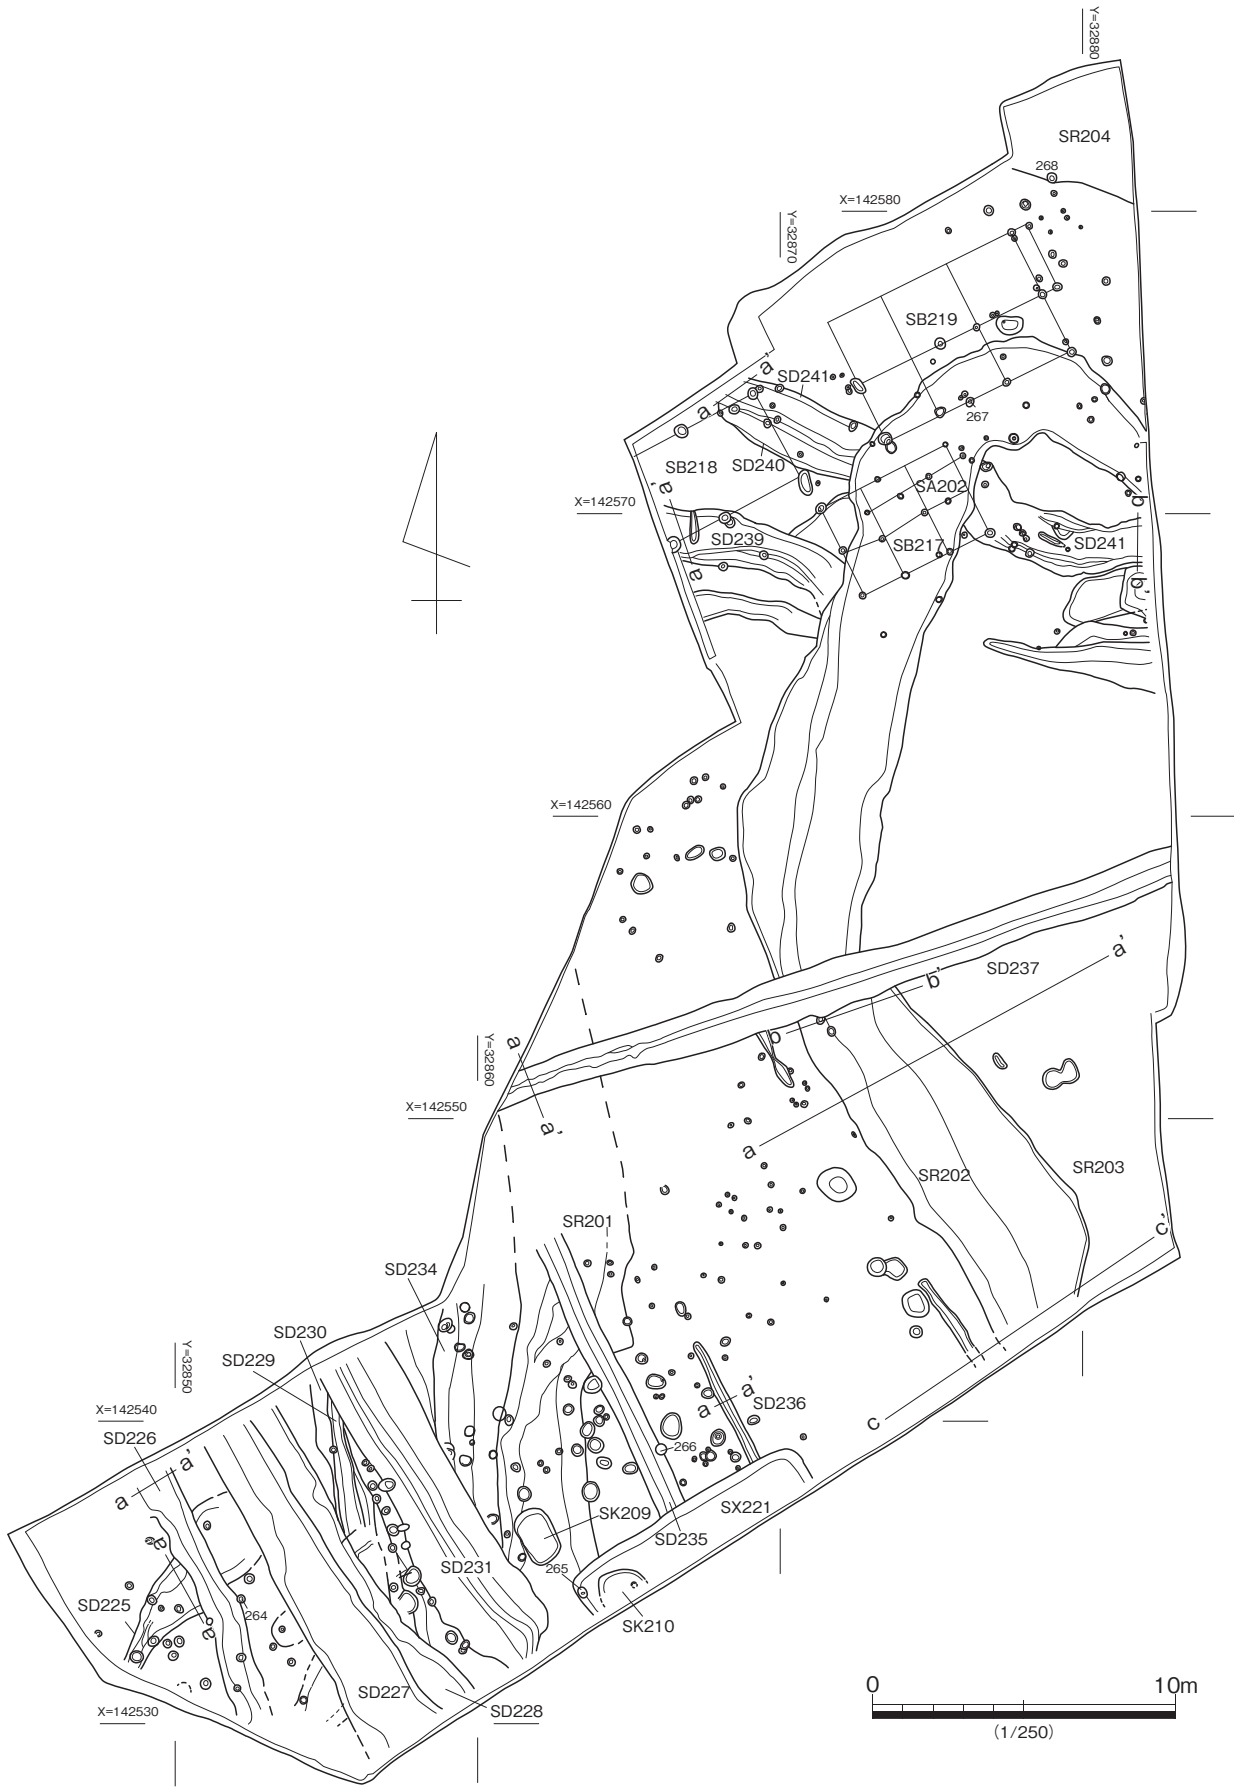 Y=32880
SR204
268
X=142580
Y=32870
SB219
a'
SD241
a
267
SB218
SD240
SA202
a'
X=142570
SD239
SB217
SD241
a
X=142560
a'
SD237
b'
a
Y=32860
b
X=142550
a'
a
SR202
SR203
SR201
c'
SD234
SD230
SD229
Y=32850
a'
SD236
a
X=142540
c
SD226
266
a'
a
SX221
SK209
SD235
a
SD231
265
SD225
264
SK210
a
SD227
0
10m
SD228
X=142530
(1/250)